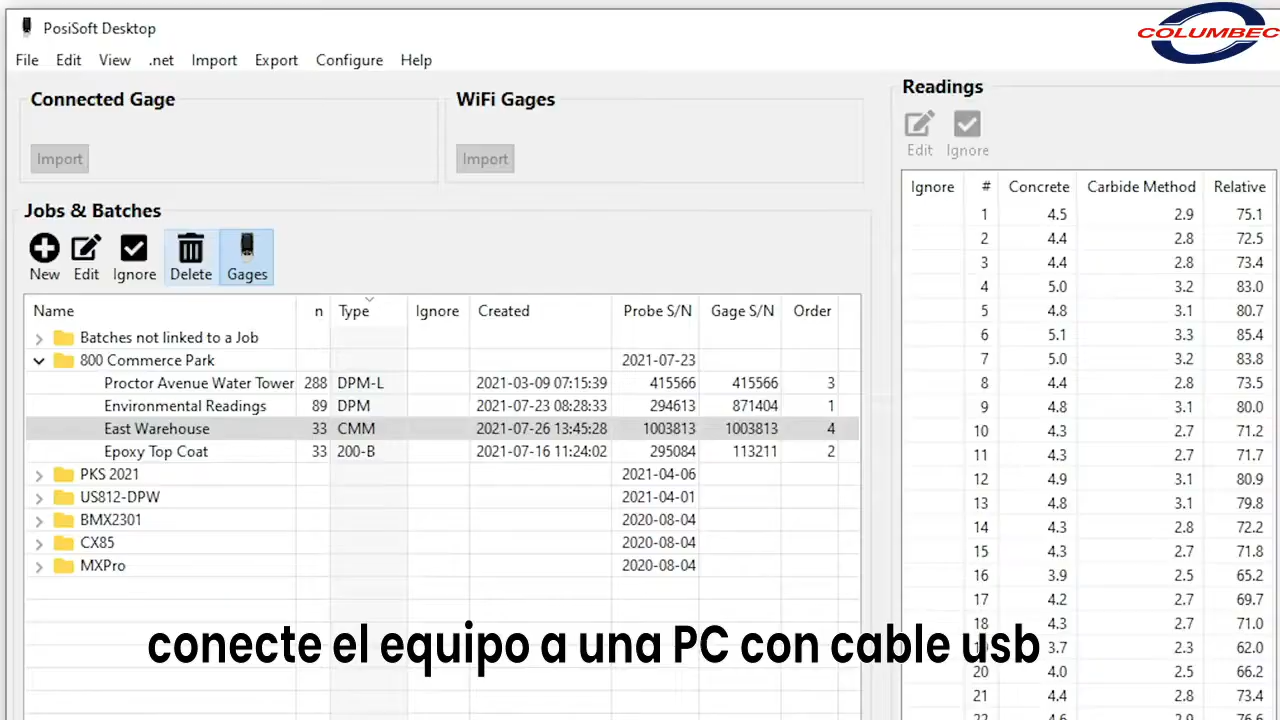 PosiSoft Desktop
COLUMBEC
File Edit View .net Import Export Configure Help
Connected Gage
Import
WiFi Gages
Import
Jobs & Batches
New Edit Ignore Delete Gages
Name n Type Ignore Created Probe S/N Gage S/N Order
Batches not linked to a Job
800 Commerce Park 2021-07-23
Proctor Avenue Water Tower 288 DPM-L 2021-03-09 07:15:39 415566 415566 3
Environmental Readings 89 DPM 2021-07-23 08:28:33 294613 871404 1
East Warehouse 33 CMM 2021-07-26 13:45:28 1003813 1003813 4
Epoxy Top Coat 33 200-B 2021-07-16 11:24:02 295084 113211 2
PKS 2021 2021-04-06
US812-DPW 2021-04-01
BMX2301 2020-08-04
CX85 2020-08-04
MXPro 2020-08-04
Readings
Edit Ignore
Ignore # Concrete Carbide Method Relative
1 4.5 2.9 75.1
2 4.4 2.8 72.5
3 4.4 2.8 73.4
4 5.0 3.2 83.0
5 4.8 3.1 80.7
6 5.1 3.3 85.4
7 5.0 3.2 83.8
8 4.4 2.8 73.5
9 4.8 3.1 80.0
10 4.3 2.7 71.2
11 4.3 2.7 71.7
12 4.9 3.1 80.9
13 4.8 3.1 79.8
14 4.3 2.8 72.2
15 4.3 2.7 71.8
16 3.9 2.5 65.2
17 4.2 2.7 69.7
18 4.3 2.7 71.0
3.7 2.3 62.0
20 4.0 2.5 66.2
21 4.4 2.8 73.4
22 4.6 2.9 76.6
conecte el equipo a una PC con cable usb